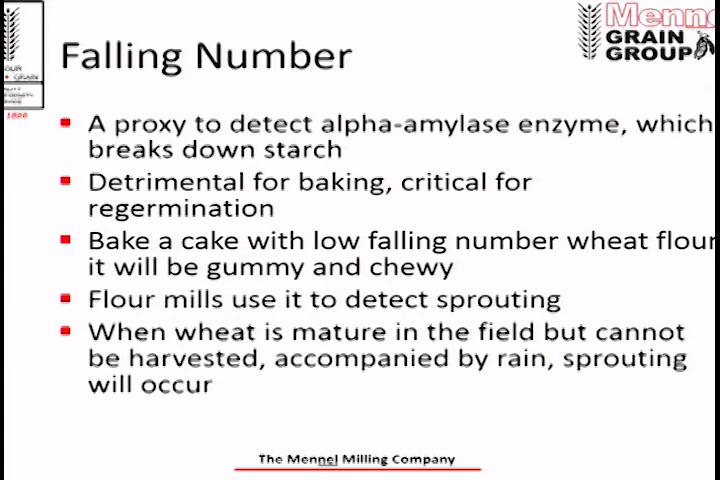 Menne
GRAIN
GROUP
Falling Number
GRAIN
1886
A proxy to detect alpha-amylase enzyme, which
breaks down starch
Detrimental for baking, critical for
regermination
Bake a cake with low falling number wheat flour
it will be gummy and chewy
Flour mills use it to detect sprouting
When wheat is mature in the field but cannot
be harvested, accompanied by rain, sprouting
will occur
The Mennel Milling Company